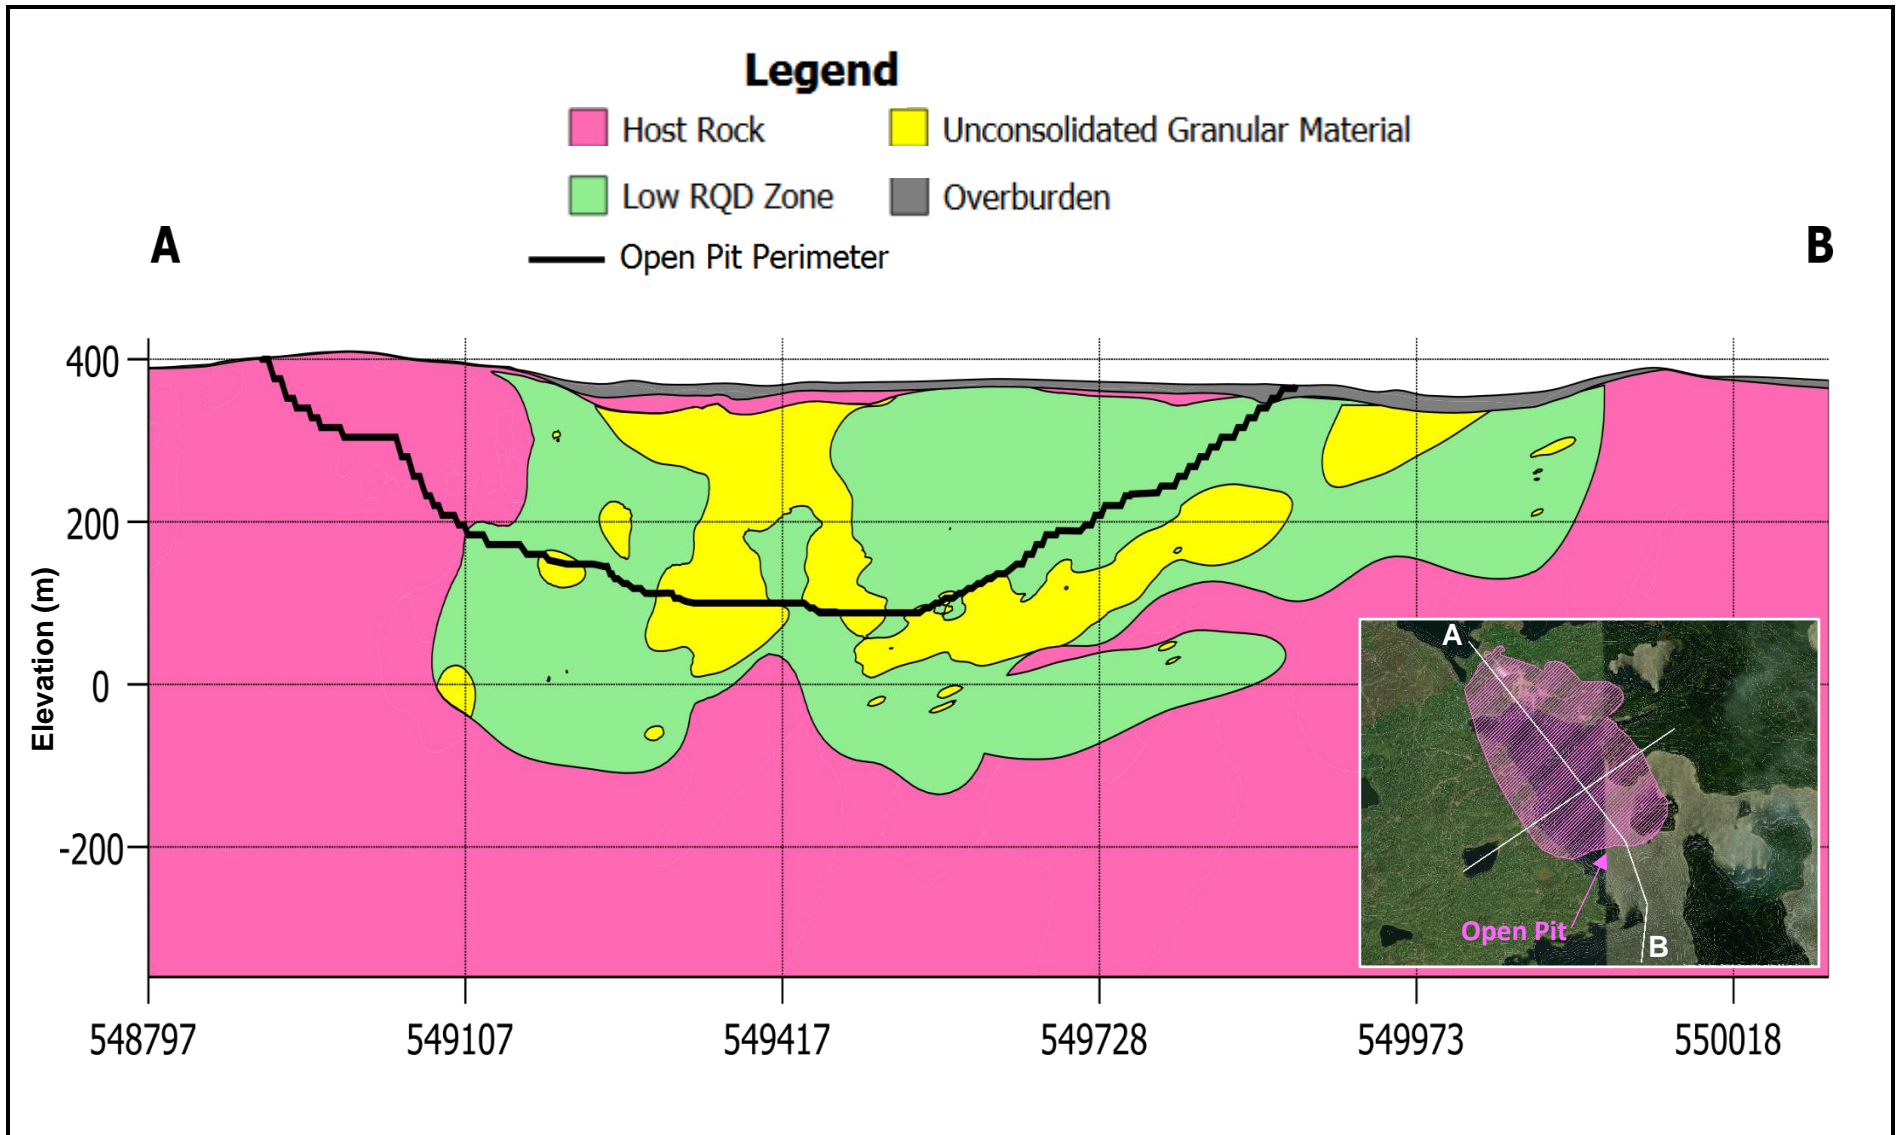 Legend
Host Rock
Unconsolidated Granular Material
Low RQD Zone
Overburden
Open Pit Perimeter
A
B
Elevation (m)
400
200
0
-200
548797
549107
549417
549728
549973
550018
A
Open Pit
B